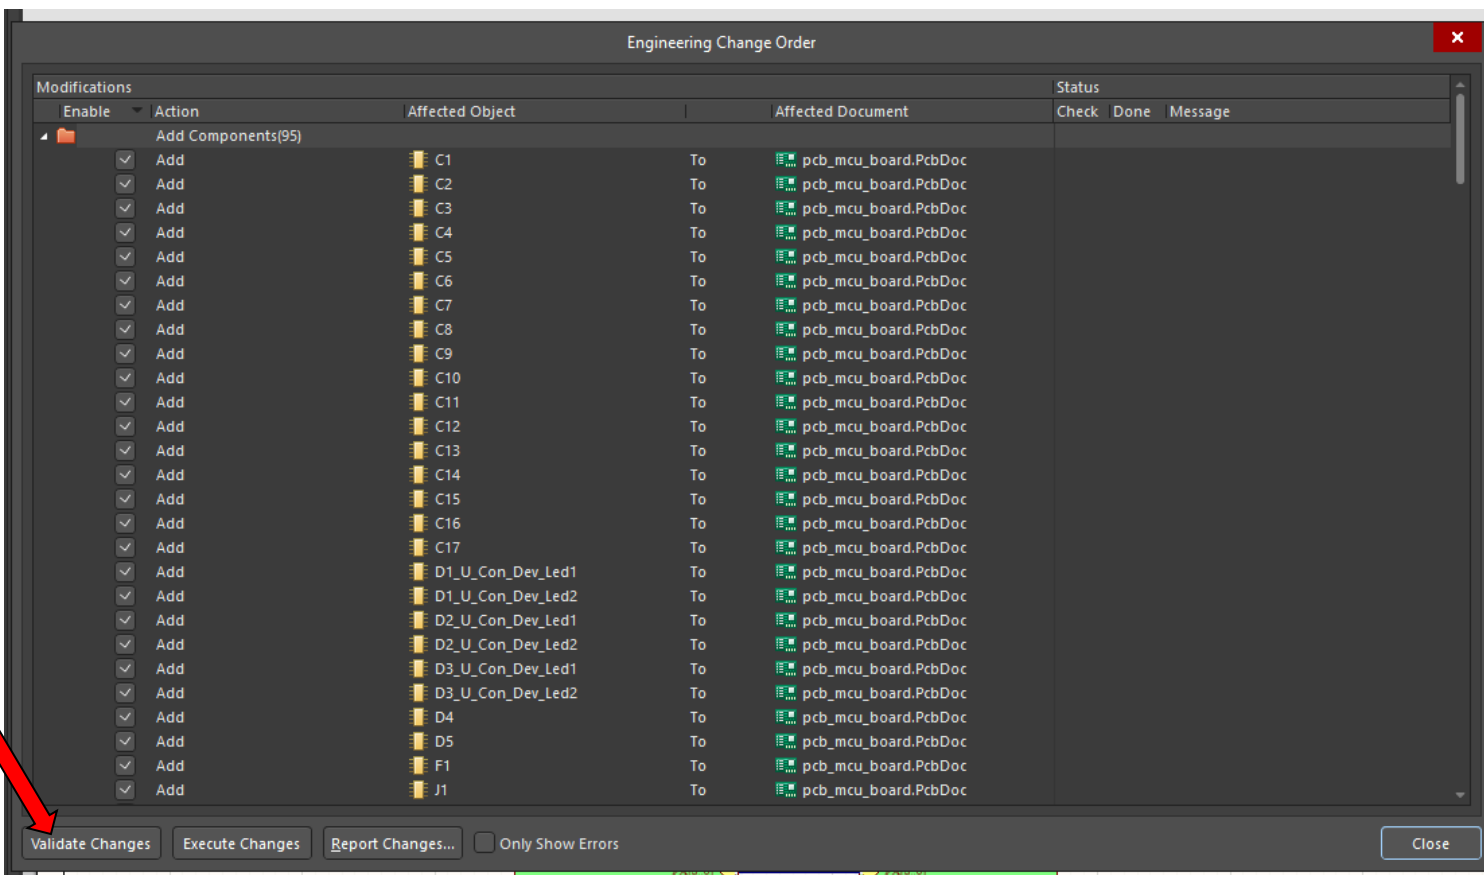 Engineering Change Order
Modifications Status
Enable Action Affected Object Affected Document Check Done Message
Add Components(95)
Add C1 To pcb_mcu_board.PcbDoc
Add C2 To pcb_mcu_board.PcbDoc
Add C3 To pcb_mcu_board.PcbDoc
Add C4 To pcb_mcu_board.PcbDoc
Add C5 To pcb_mcu_board.PcbDoc
Add C6 To pcb_mcu_board.PcbDoc
Add C7 To pcb_mcu_board.PcbDoc
Add C8 To pcb_mcu_board.PcbDoc
Add C9 To pcb_mcu_board.PcbDoc
Add C10 To pcb_mcu_board.PcbDoc
Add C11 To pcb_mcu_board.PcbDoc
Add C12 To pcb_mcu_board.PcbDoc
Add C13 To pcb_mcu_board.PcbDoc
Add C14 To pcb_mcu_board.PcbDoc
Add C15 To pcb_mcu_board.PcbDoc
Add C16 To pcb_mcu_board.PcbDoc
Add C17 To pcb_mcu_board.PcbDoc
Add D1_U_Con_Dev_Led1 To pcb_mcu_board.PcbDoc
Add D1_U_Con_Dev_Led2 To pcb_mcu_board.PcbDoc
Add D2_U_Con_Dev_Led1 To pcb_mcu_board.PcbDoc
Add D2_U_Con_Dev_Led2 To pcb_mcu_board.PcbDoc
Add D3_U_Con_Dev_Led1 To pcb_mcu_board.PcbDoc
Add D3_U_Con_Dev_Led2 To pcb_mcu_board.PcbDoc
Add D4 To pcb_mcu_board.PcbDoc
Add D5 To pcb_mcu_board.PcbDoc
Add F1 To pcb_mcu_board.PcbDoc
Add J1 To pcb_mcu_board.PcbDoc
Validate Changes Execute Changes Report Changes... Only Show Errors Close